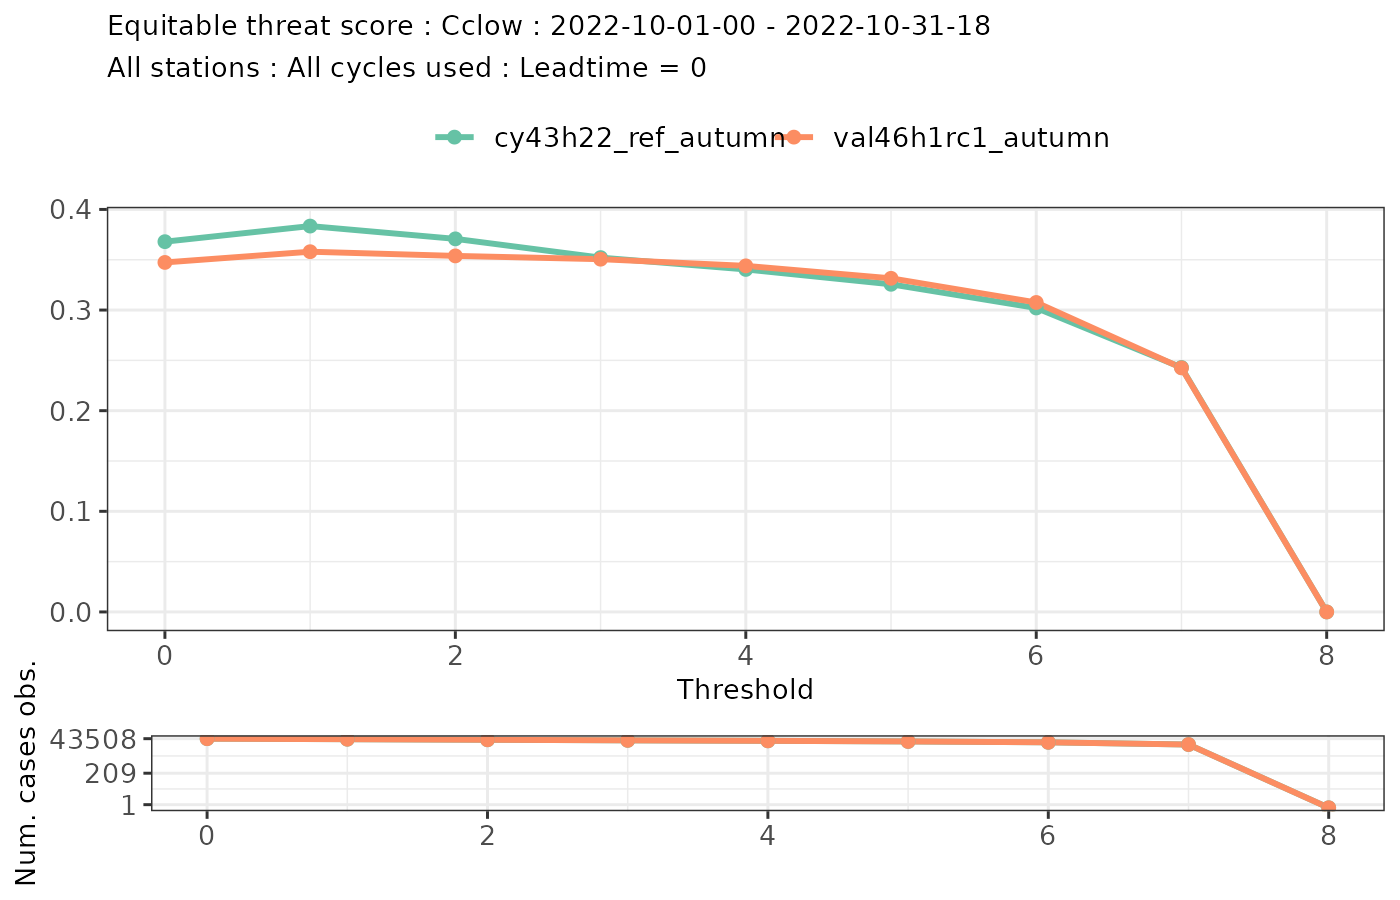 Equitable threat score : Cclow : 2022-10-01-00 - 2022-10-31-18
All stations : All cycles used : Leadtime = 0
cy43h22_ref_autumn val46h1rc1_autumn
0.4
0.3
0.2
0.1
0.0
0 2 4 6 8
Threshold
Num. cases obs.
43508
209
1
0 2 4 6 8